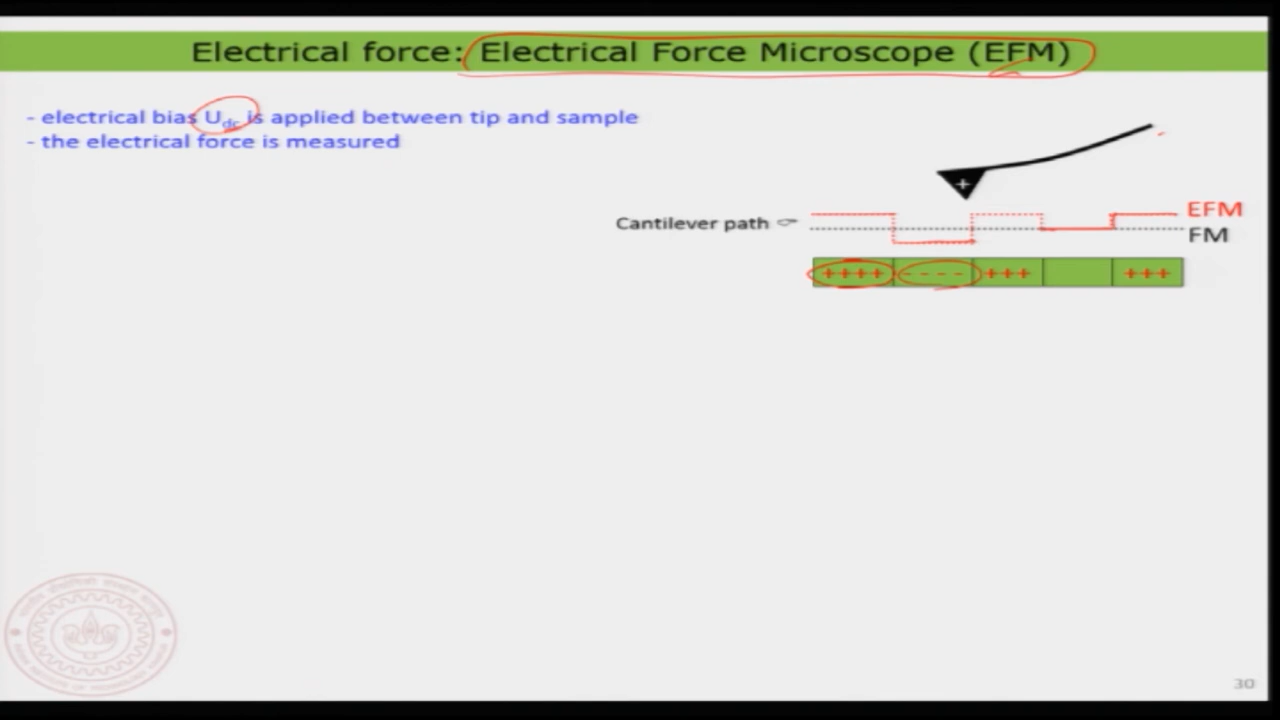 Electrical force: Electrical Force Microscope (EFM)
- electrical bias Udc is applied between tip and sample
- the electrical force is measured
+
EFM
Cantilever path
FM
++++ ---- +++ +++
30